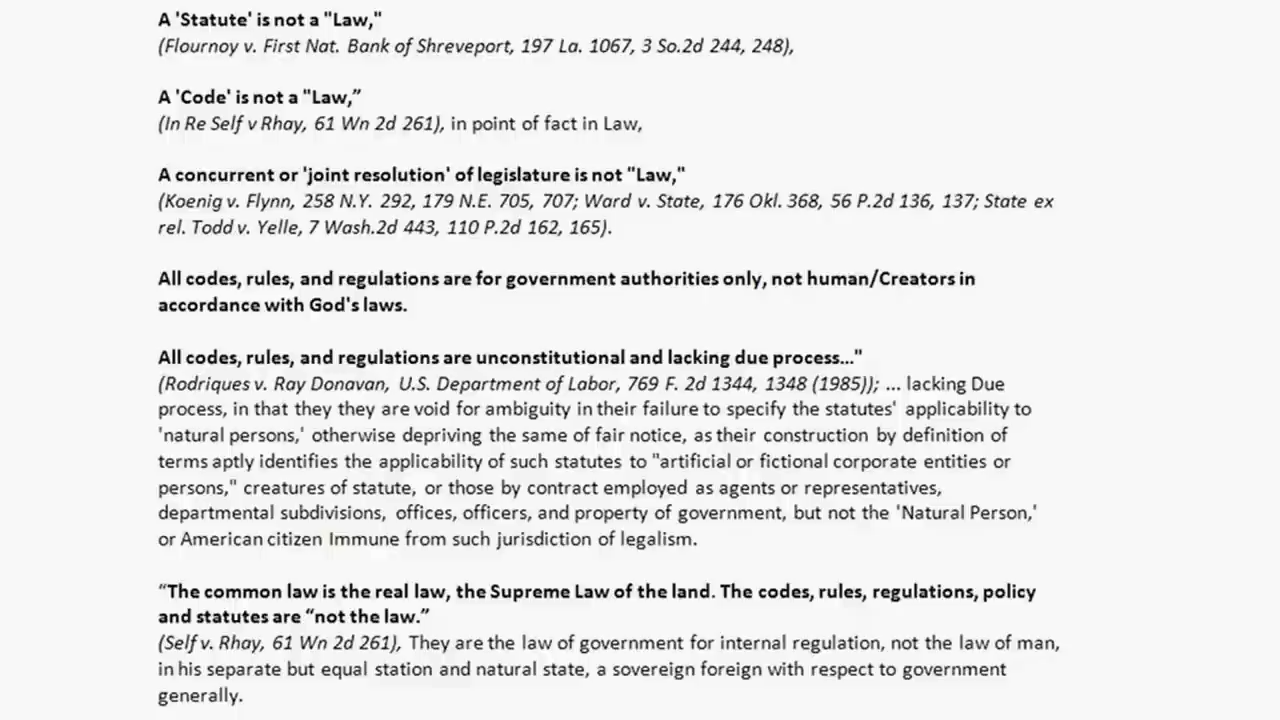 A 'Statute' is not a "Law,"
(Flournoy v. First Nat. Bank of Shreveport, 197 La. 1067, 3 So.2d 244, 248),
A 'Code' is not a "Law,”
(In Re Self v Rhay, 61 Wn 2d 261), in point of fact in Law,
A concurrent or 'joint resolution' of legislature is not "Law,"
(Koenig v. Flynn, 258 N.Y. 292, 179 N.E. 705, 707; Ward v. State, 176 Okl. 368, 56 P.2d 136, 137; State ex
rel. Todd v. Yelle, 7 Wash.2d 443, 110 P.2d 162, 165).
All codes, rules, and regulations are for government authorities only, not human/Creators in
accordance with God's laws.
All codes, rules, and regulations are unconstitutional and lacking due process..."
(Rodriques v. Ray Donavan, U.S. Department of Labor, 769 F. 2d 1344, 1348 (1985)); ... lacking Due
process, in that they they are void for ambiguity in their failure to specify the statutes' applicability to
'natural persons,' otherwise depriving the same of fair notice, as their construction by definition of
terms aptly identifies the applicability of such statutes to "artificial or fictional corporate entities or
persons," creatures of statute, or those by contract employed as agents or representatives,
departmental subdivisions, offices, officers, and property of government, but not the 'Natural Person,'
or American citizen Immune from such jurisdiction of legalism.
“The common law is the real law, the Supreme Law of the land. The codes, rules, regulations, policy
and statutes are “not the law.”
(Self v. Rhay, 61 Wn 2d 261), They are the law of government for internal regulation, not the law of man,
in his separate but equal station and natural state, a sovereign foreign with respect to government
generally.